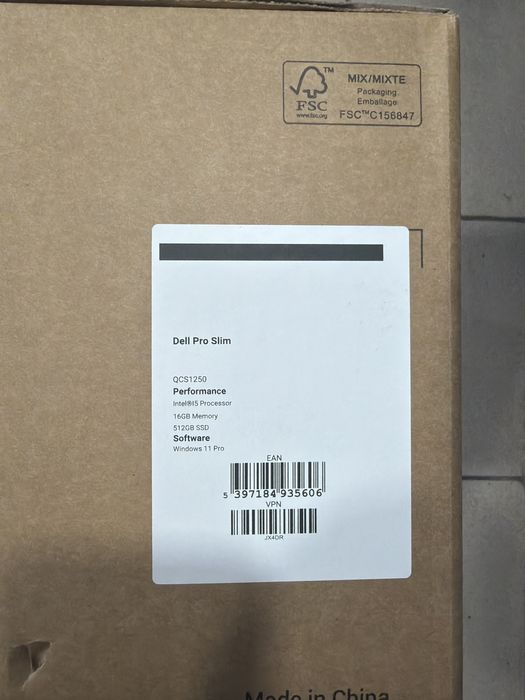 TM
FSC
www.fsc.org
MIX/MIXTE
Packaging
Emballage
FSC™C156847
Dell Pro Slim
QCS1250
Performance
Intel®I5 Processor
16GB Memory
512GB SSD
Software
Windows 11 Pro
EAN
5 397184 935606
VPN
JX4DR
Made in China